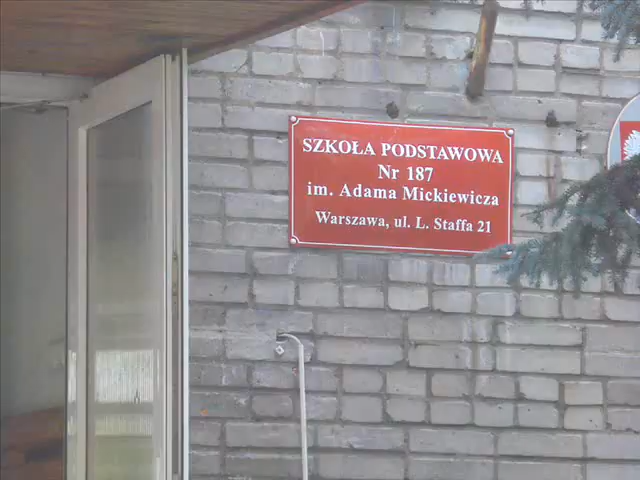 SZKOŁA PODSTAWOWA
Nr 187
im. Adama Mickiewicza
Warszawa, ul. L. Staffa 21